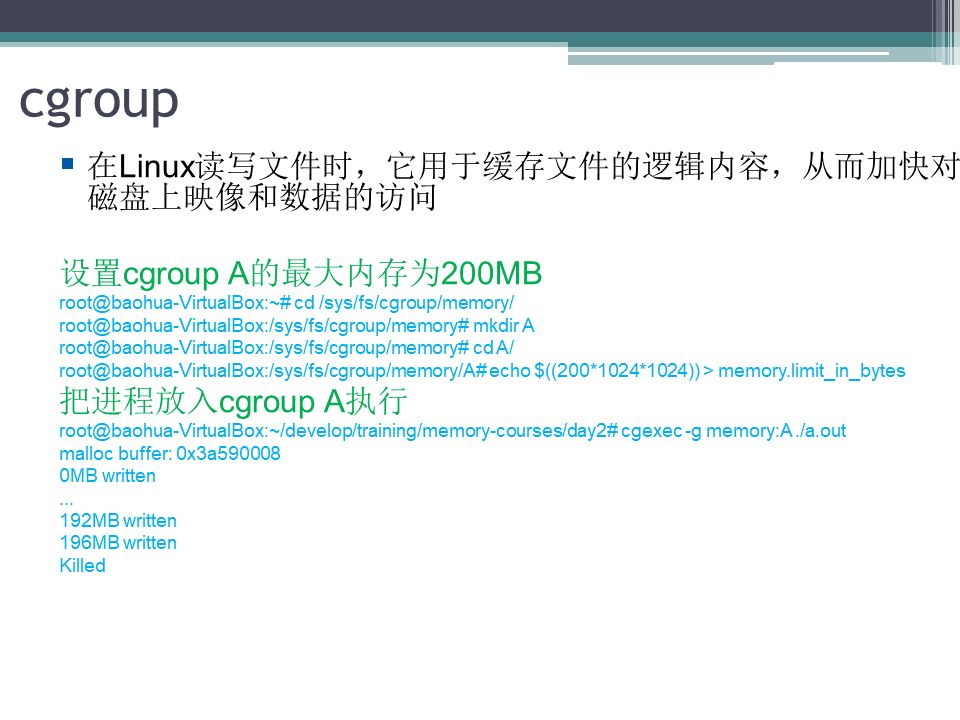 cgroup
在Linux读写文件时，它用于缓存文件的逻辑内容，从而加快对
磁盘上映像和数据的访问
设置cgroup A的最大内存为200MB
root@baohua-VirtualBox:~# cd /sys/fs/cgroup/memory/
root@baohua-VirtualBox:/sys/fs/cgroup/memory# mkdir A
root@baohua-VirtualBox:/sys/fs/cgroup/memory# cd A/
root@baohua-VirtualBox:/sys/fs/cgroup/memory/A# echo $((200*1024*1024)) > memory.limit_in_bytes
把进程放入cgroup A执行
root@baohua-VirtualBox:~/develop/training/memory-courses/day2# cgexec -g memory:A ./a.out
malloc buffer: 0x3a590008
0MB written
...
192MB written
196MB written
Killed